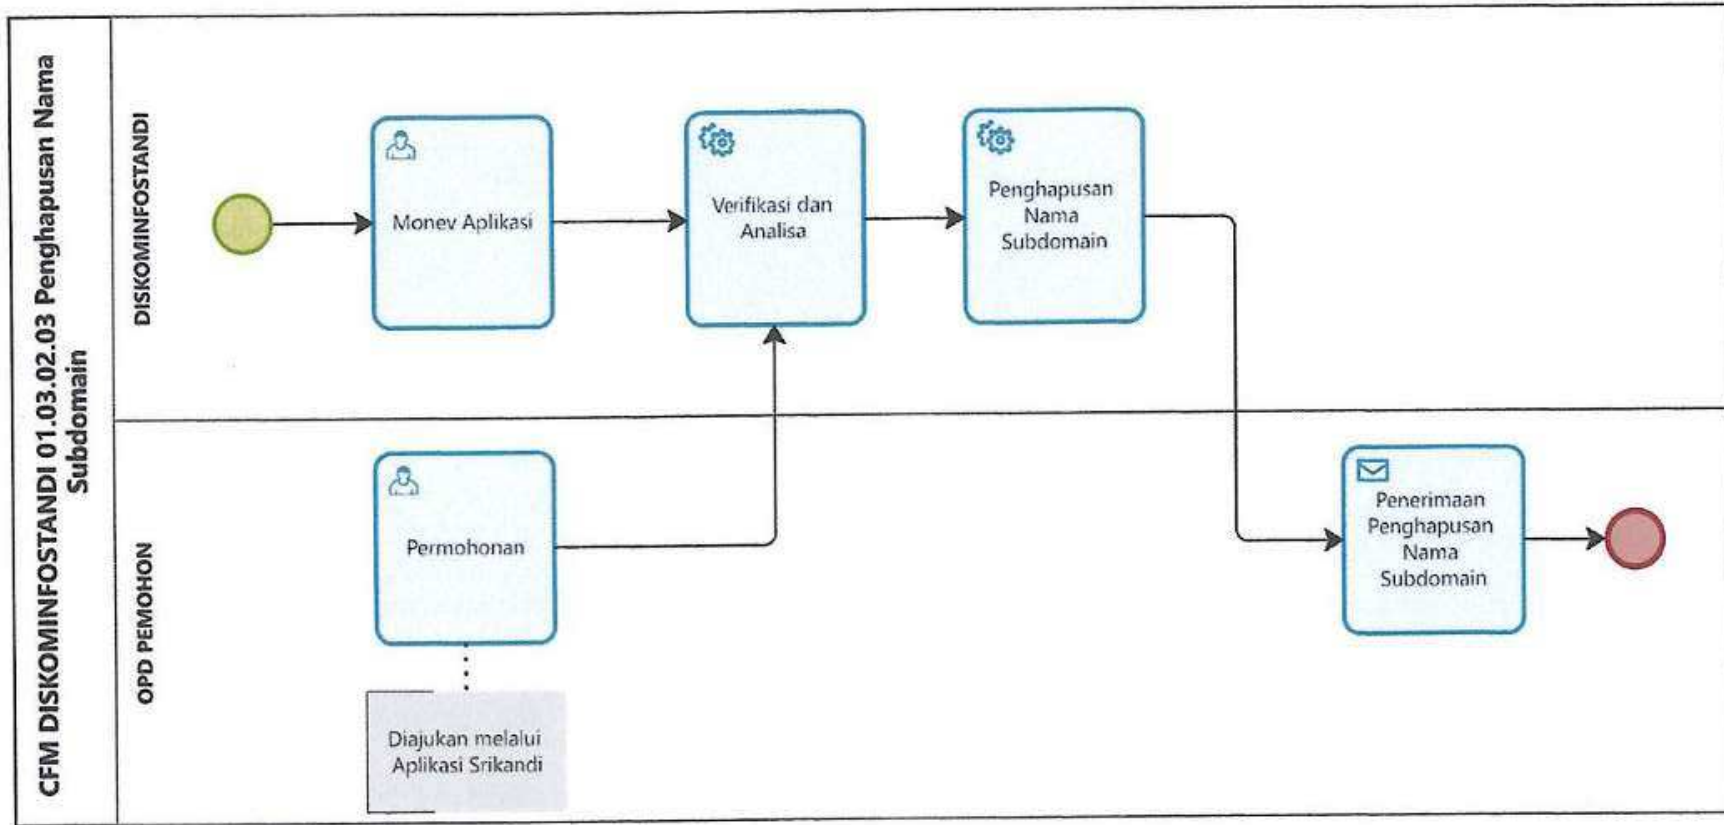 CFM DISKOMINFOSTANDI 01.03.02.03 Penghapusan Nama
Subdomain
DISKOMINFOSTANDI
Monev Aplikasi
Verifikasi dan
Analisa
Penghapusan
Nama
Subdomain
OPD PEMOHON
Permohonan
Diajukan melalui
Aplikasi Srikandi
Penerimaan
Penghapusan
Nama
Subdomain